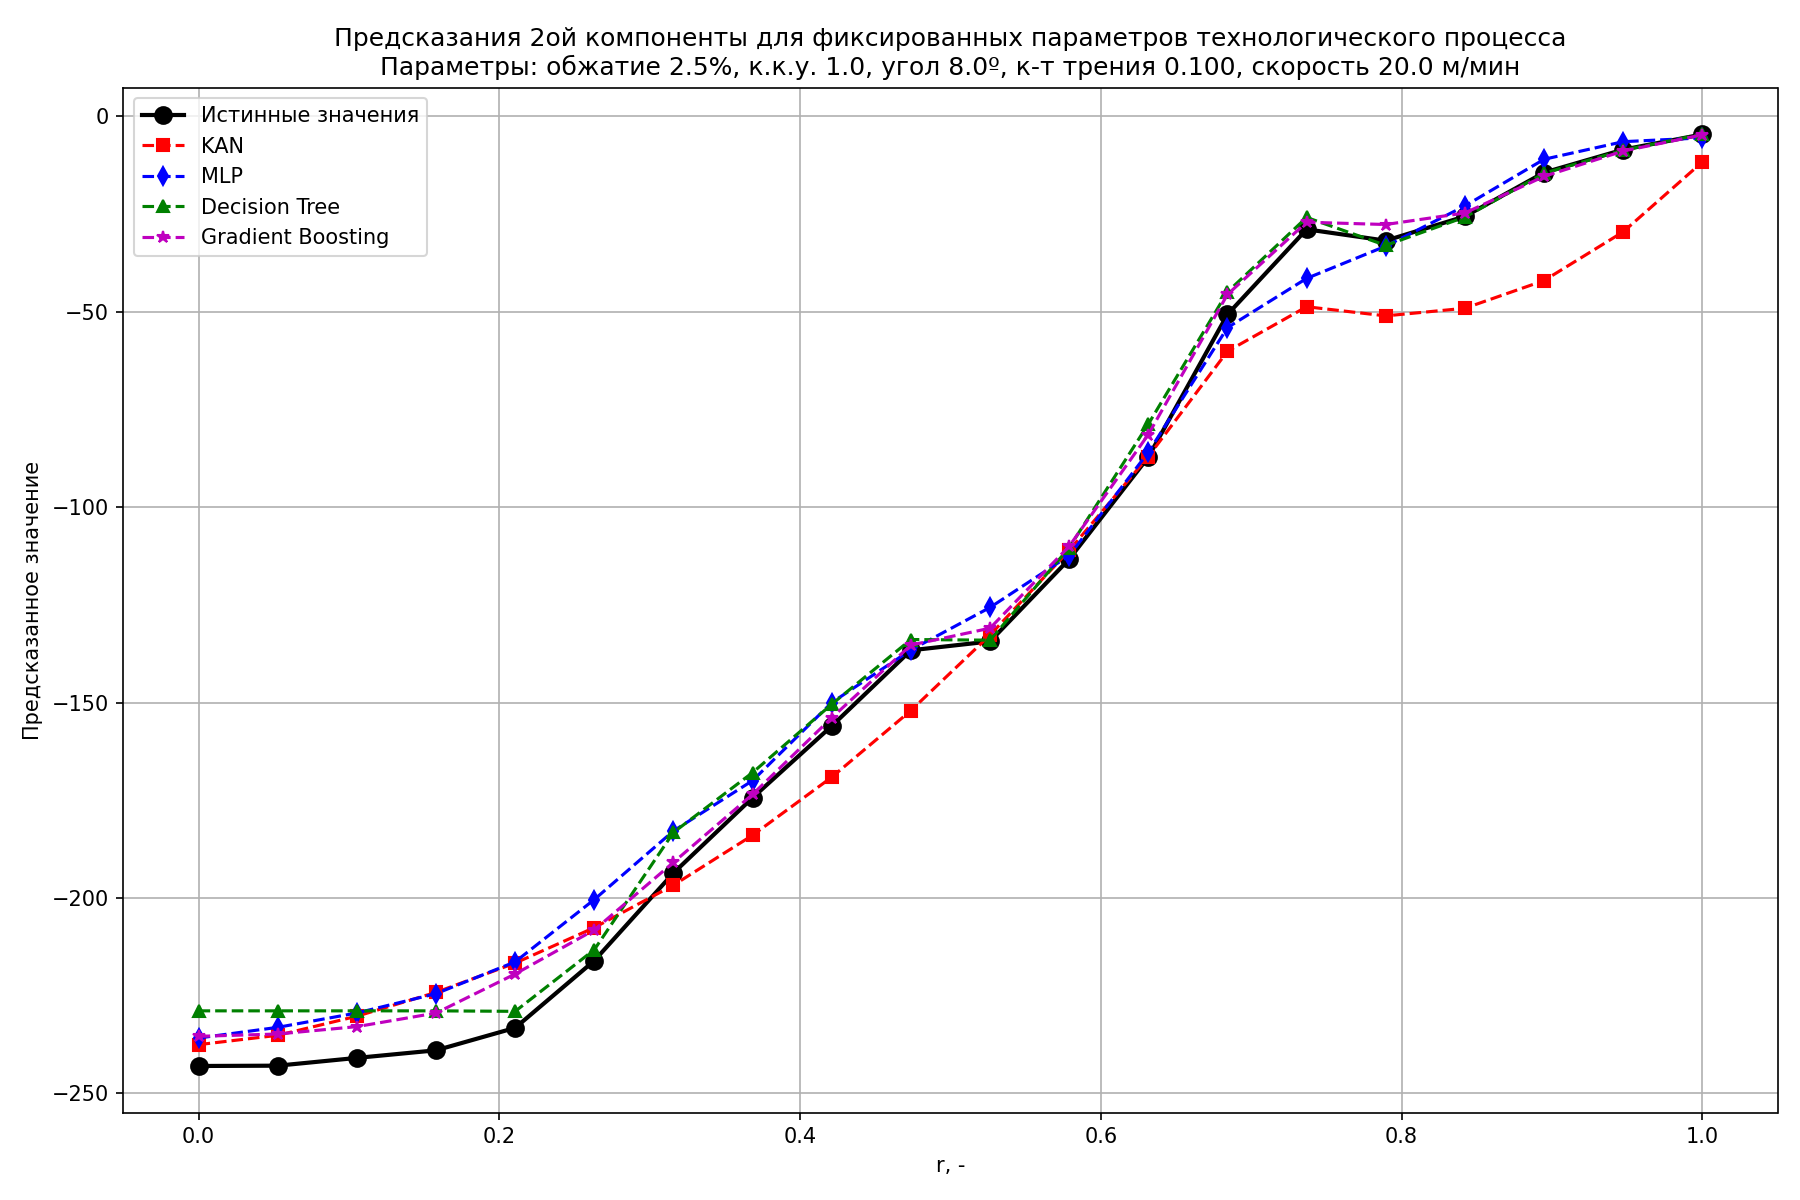 Предсказания 2ой компоненты для фиксированных параметров технологического процесса
Параметры: обжатие 2.5%, к.к.у. 1.0, угол 8.0º, к-т трения 0.100, скорость 20.0 м/мин
Истинные значения
KAN
MLP
Decision Tree
Gradient Boosting
Предсказанное значение
0
−50
−100
−150
−200
−250
0.0
0.2
0.4
0.6
0.8
1.0
r, -